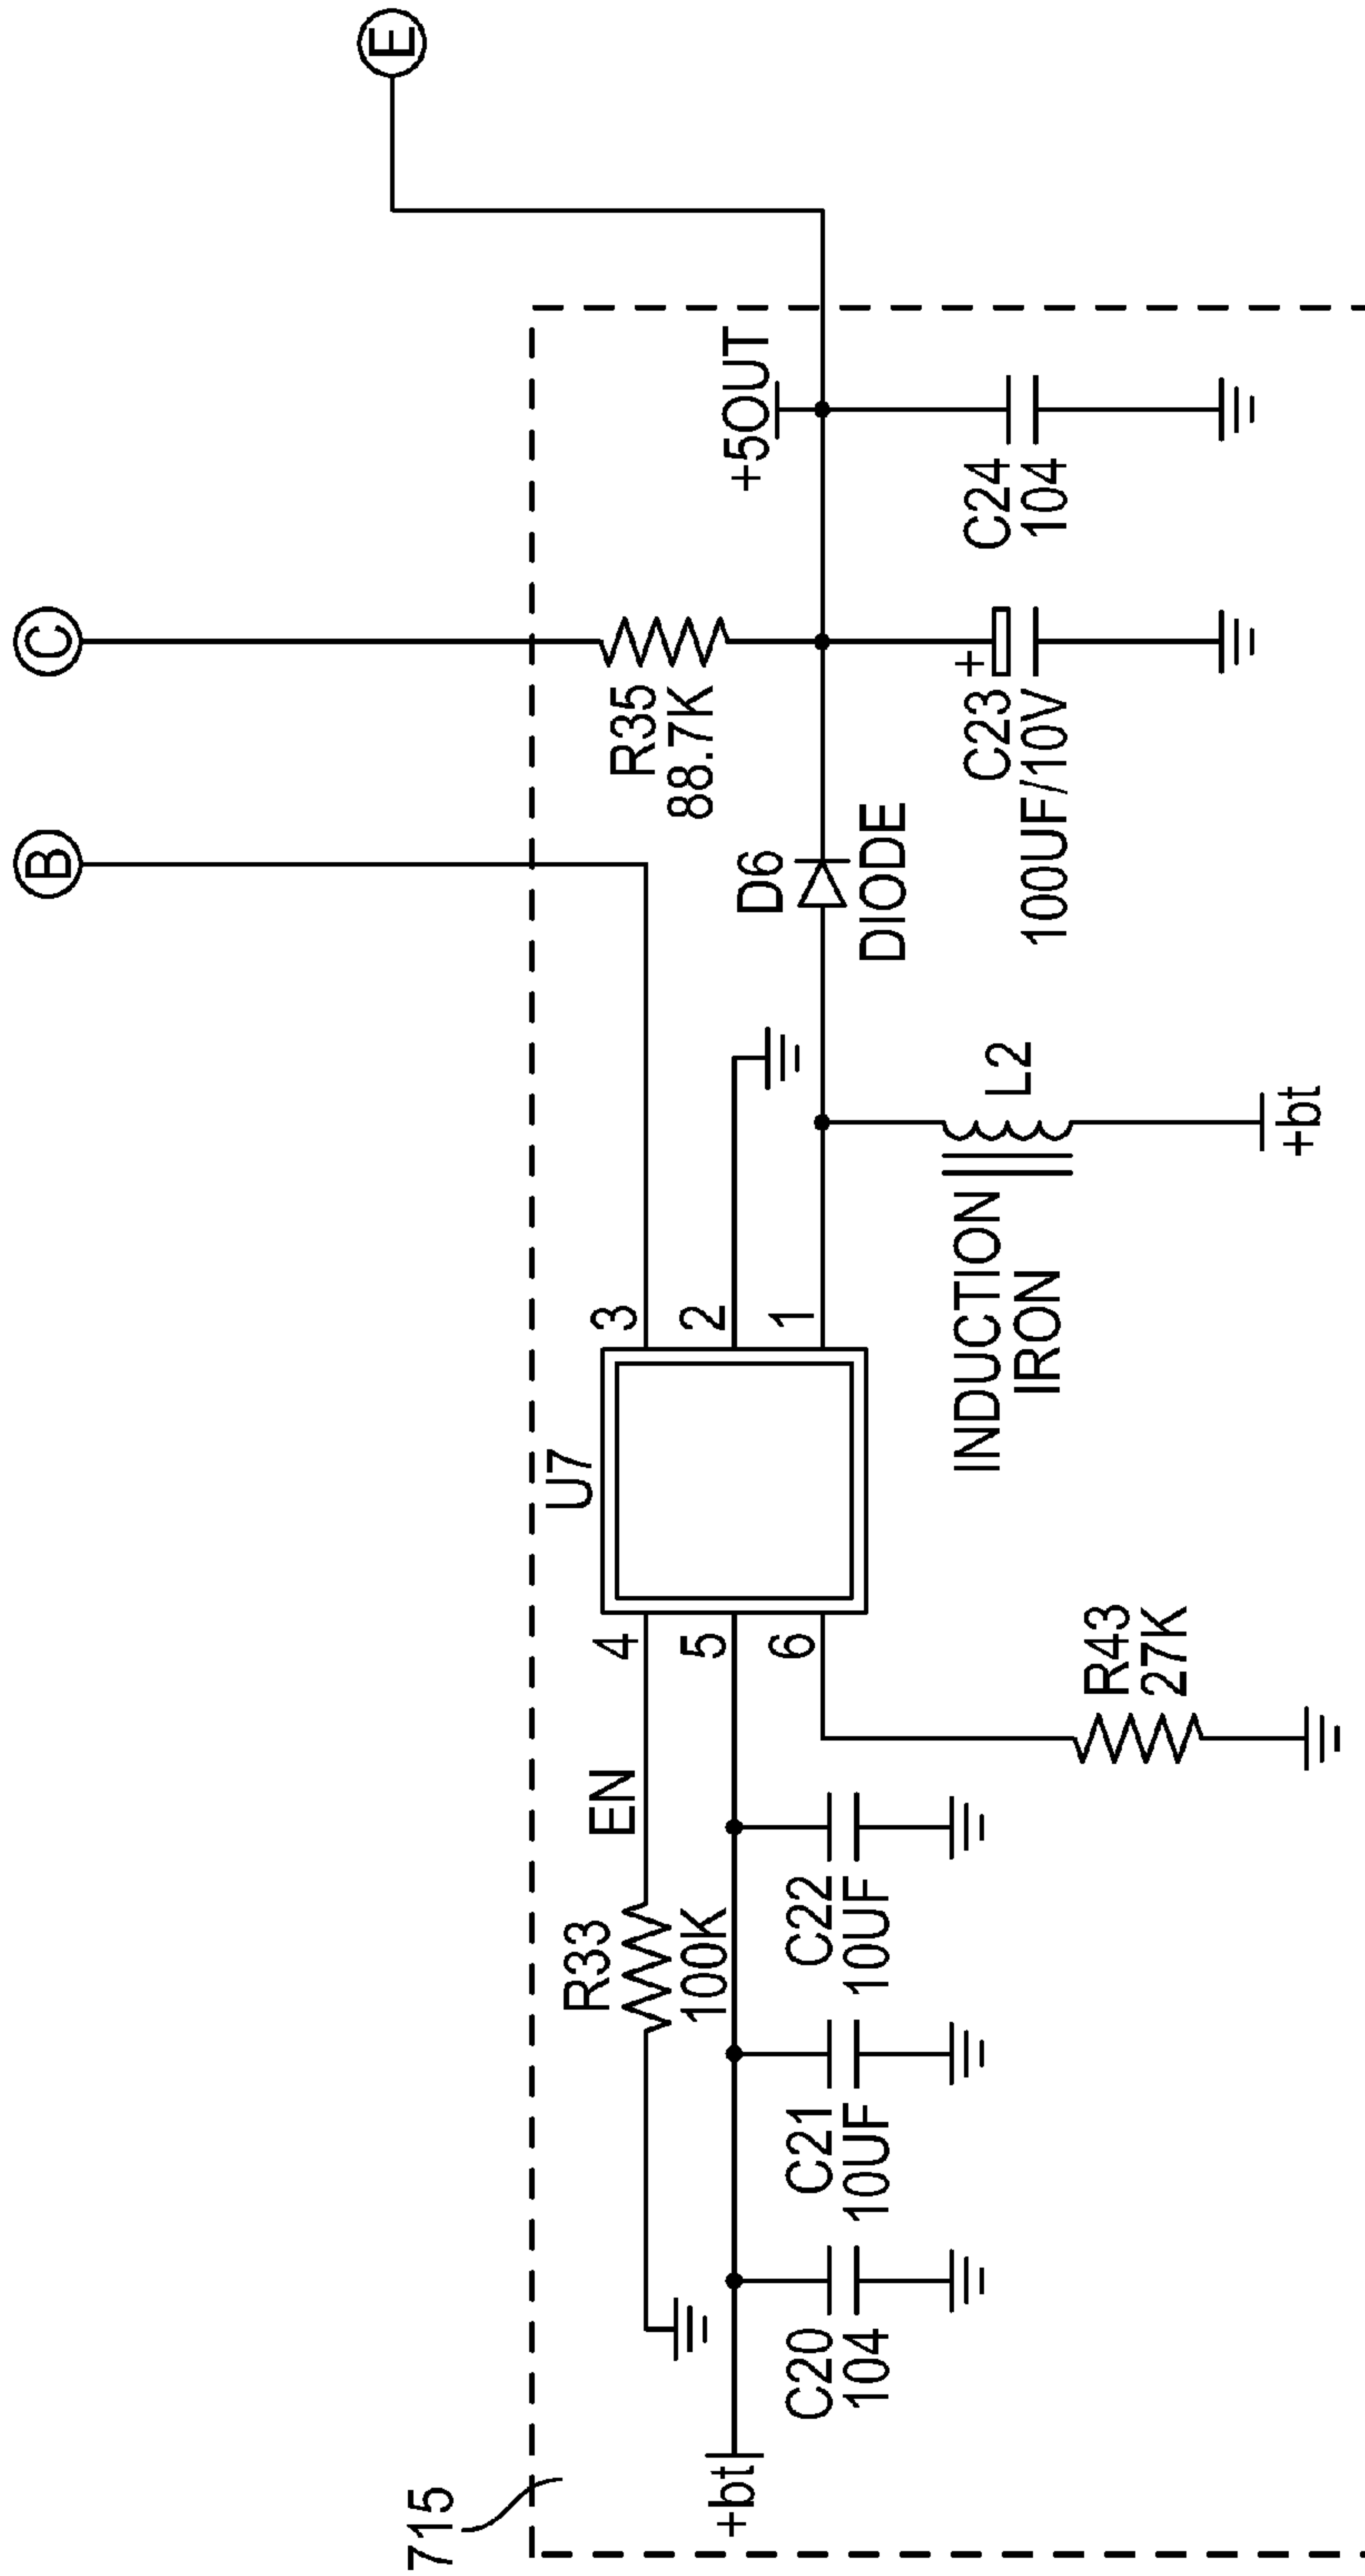 715
B
C
E
U7
R33
100K
EN
4
5
6
3
2
1
+bt
C20
104
C21
10UF
C22
10UF
R43
27K
INDUCTION
IRON
L2
+bt
D6
DIODE
R35
88.7K
+5OUT
+
C23
100UF/10V
C24
104